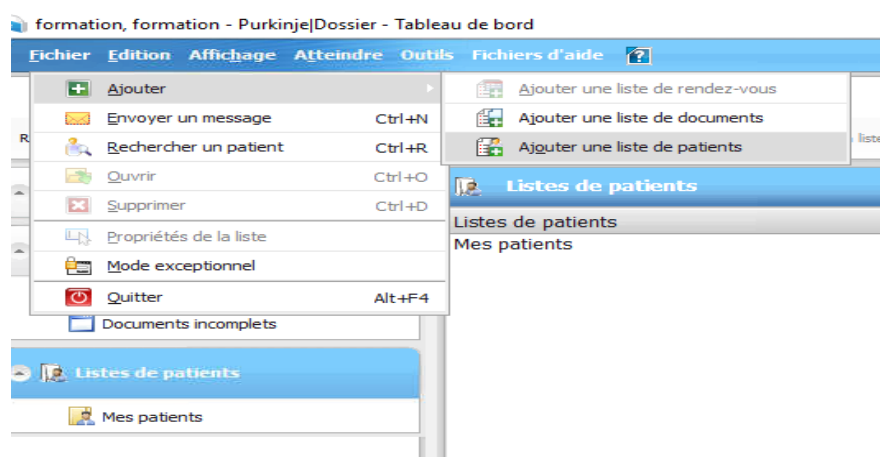 formation, formation - Purkinje|Dossier - Tableau de bord
Fichier Edition Affichage Atteindre Outils Fichiers d'aide ?
Ajouter
Envoyer un message Ctrl+N
Rechercher un patient Ctrl+R
Ouvrir Ctrl+O
Supprimer Ctrl+D
Propriétés de la liste
Mode exceptionnel
Quitter Alt+F4
Ajouter une liste de rendez-vous
Ajouter une liste de documents
Ajouter une liste de patients
R
liste
Listes de patients
Listes de patients
Mes patients
Documents incomplets
Listes de patients
Mes patients